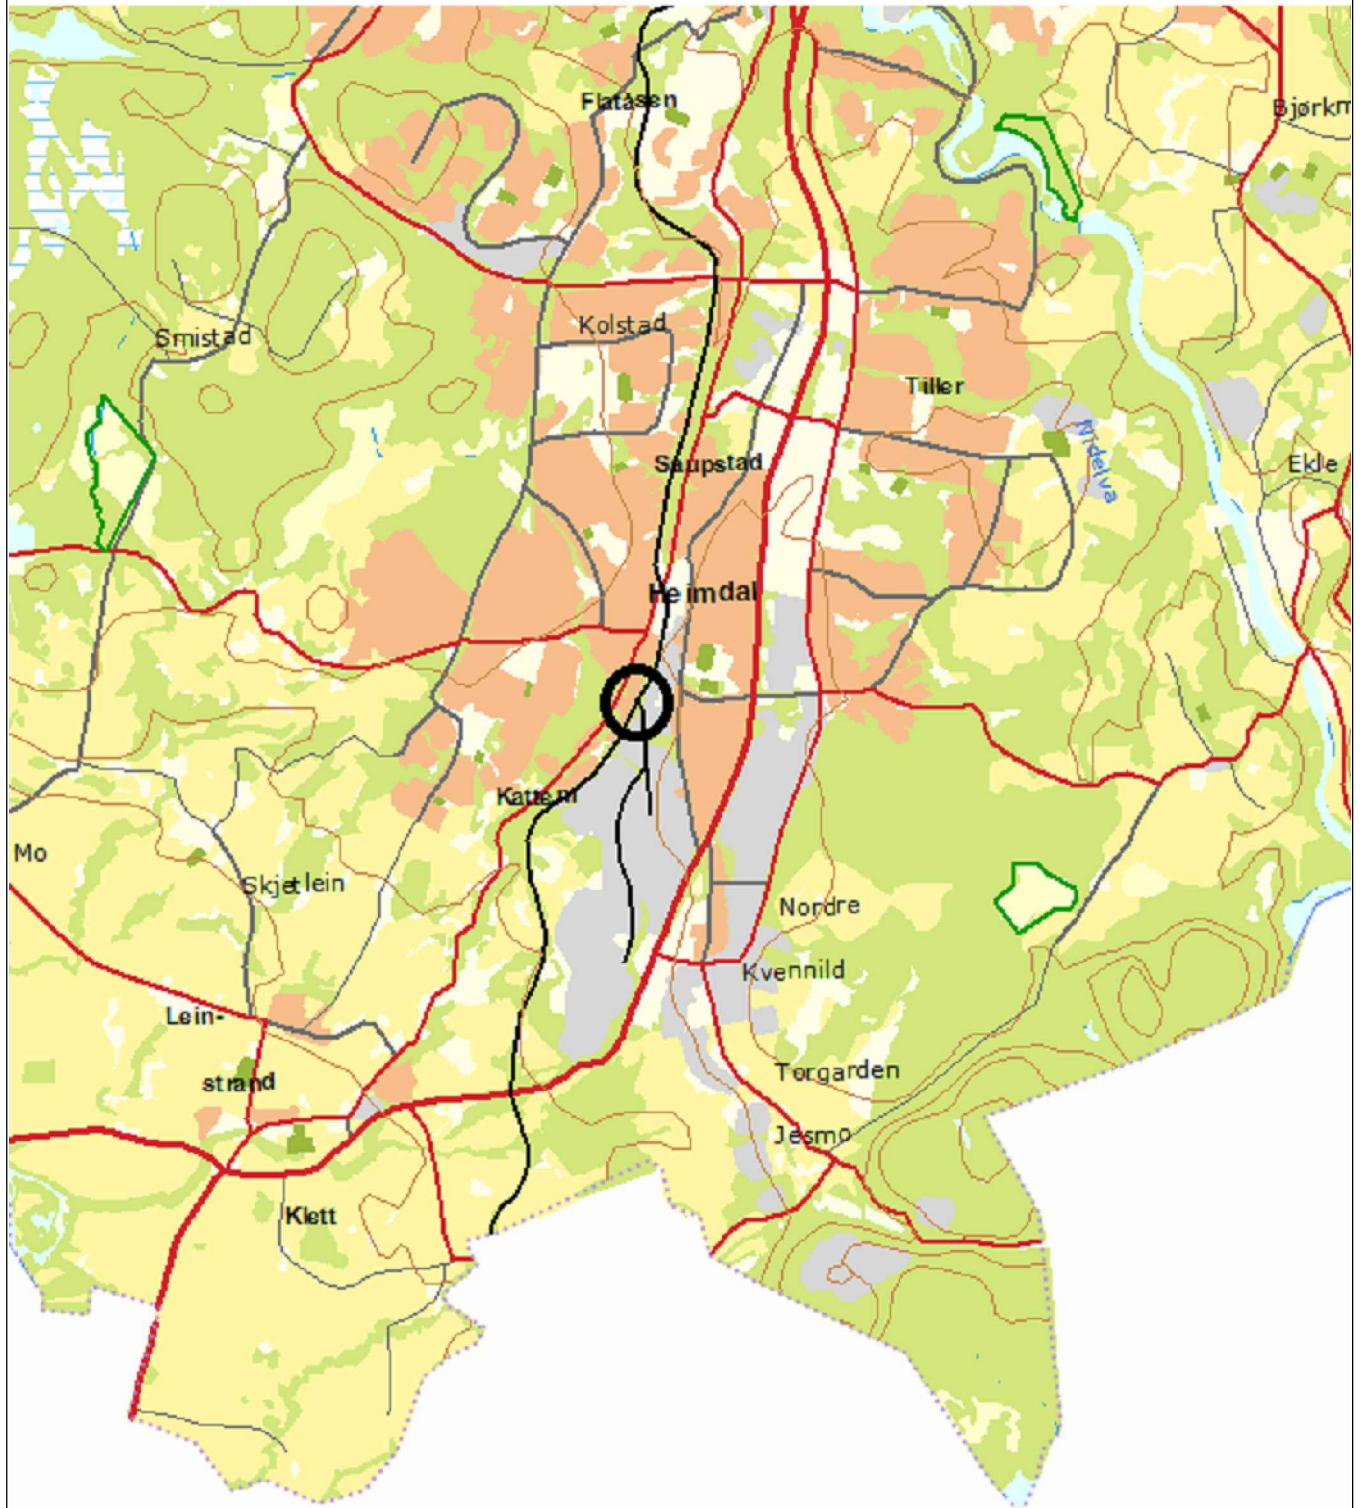 Flatåsen
Bjørkm
Smistad
Kolstad
Tiller
Saupstad
Nidelva
Ekle
Heimdal
Kattem
Mo
Skjetlein
Nordre
Kvennild
Lein-
strand
Torgarden
Jesmo
Klett